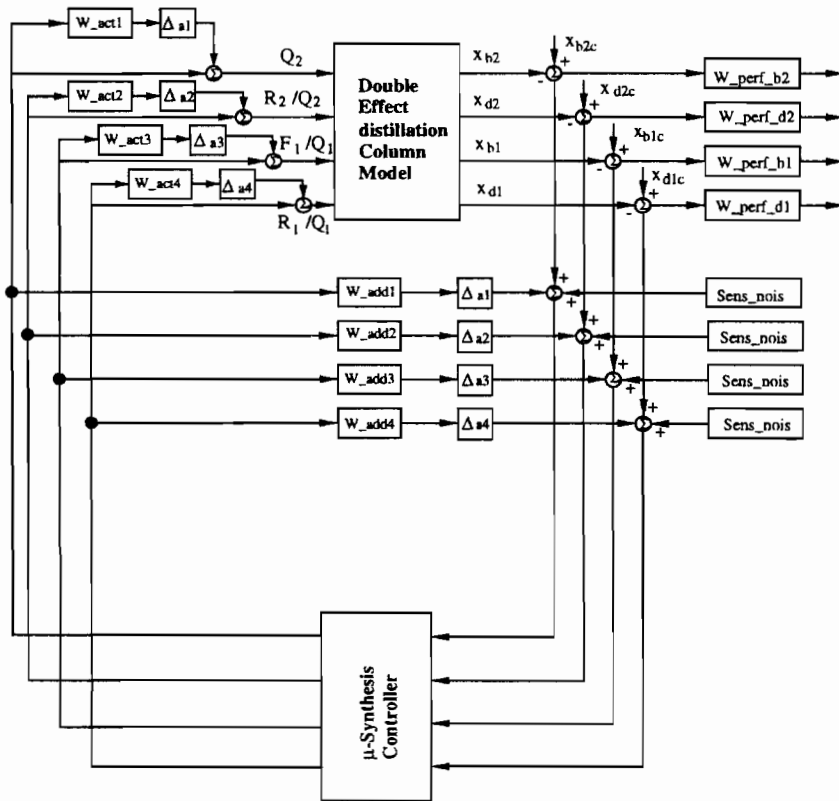 W_act1 Δa1
Q2 xb2 xb2c
Σ Σ - + W_perf_b2
W_act2 Δa2
R2 /Q2 xd2 xd2c
Σ Σ - + W_perf_d2
W_act3 Δa3
F1 /Q1 xb1 xb1c
Σ Σ - + W_perf_b1
W_act4 Δa4
R1 /Q1 xd1 xd1c
Σ Σ - + W_perf_d1
Double
Effect
distillation
Column
Model
W_add1 Δa1 Σ + + Sens_nois
W_add2 Δa2 Σ + + Sens_nois
W_add3 Δa3 Σ + + Sens_nois
W_add4 Δa4 Σ + + Sens_nois
μ-Synthesis
Controller